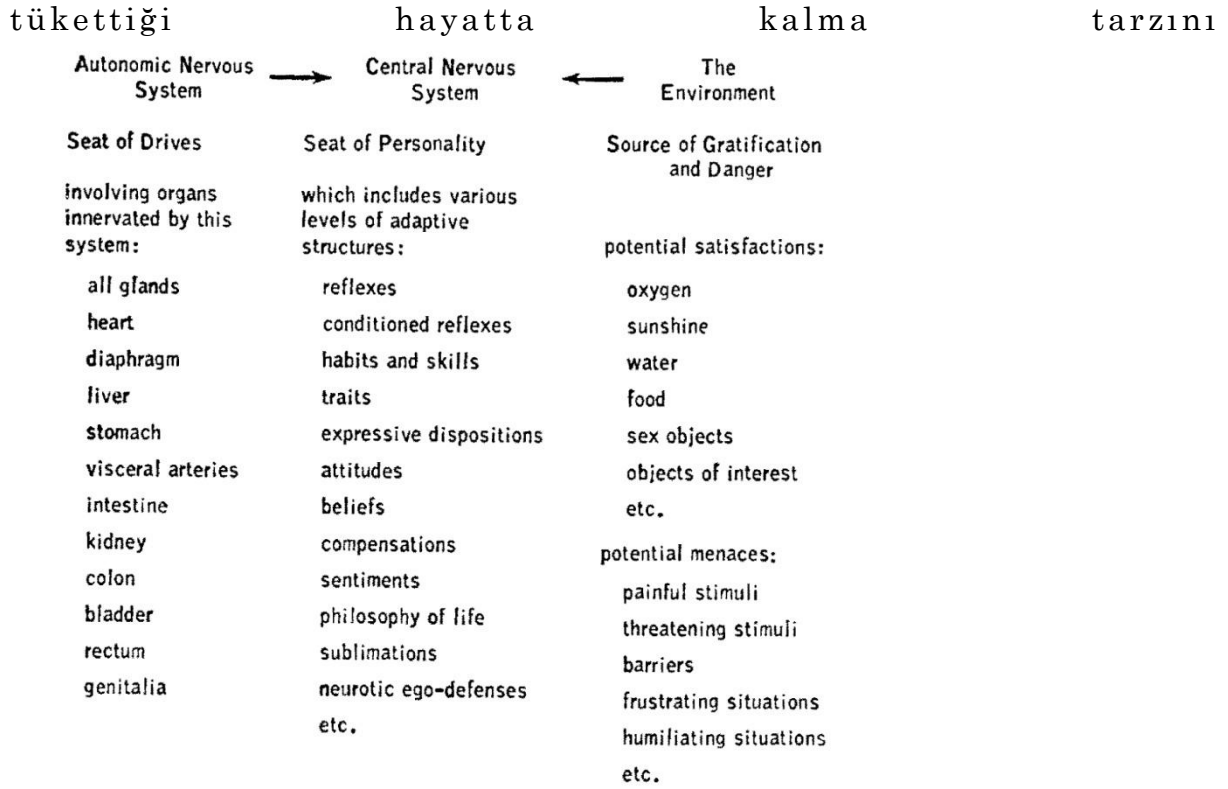 tükettiği hayatta kalma tarzını
Autonomic Nervous System
Central Nervous System
The Environment
Seat of Drives
involving organs
innervated by this
system:
all glands
heart
diaphragm
liver
stomach
visceral arteries
intestine
kidney
colon
bladder
rectum
genitalia
Seat of Personality
which includes various
levels of adaptive
structures:
reflexes
conditioned reflexes
habits and skills
traits
expressive dispositions
attitudes
beliefs
compensations
sentiments
philosophy of life
sublimations
neurotic ego-defenses
etc.
Source of Gratification
and Danger
potential satisfactions:
oxygen
sunshine
water
food
sex objects
objects of interest
etc.
potential menaces:
painful stimuli
threatening stimuli
barriers
frustrating situations
humiliating situations
etc.